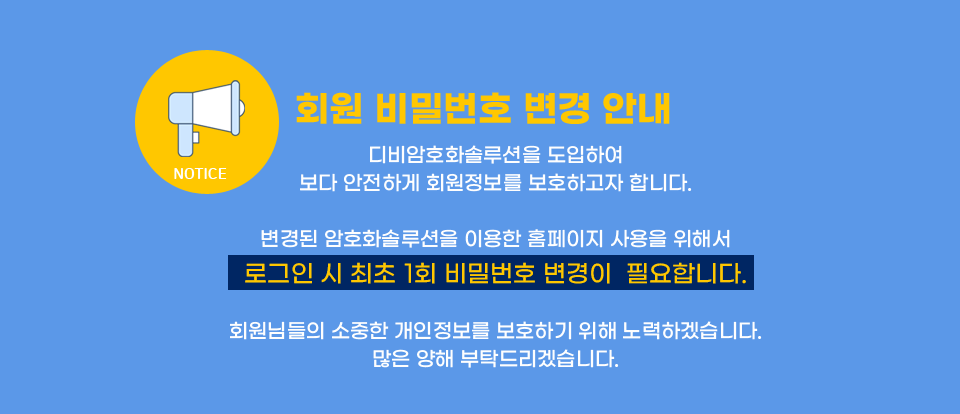 NOTICE
회원 비밀번호 변경 안내
디비암호화솔루션을 도입하여
보다 안전하게 회원정보를 보호하고자 합니다.
변경된 암호화솔루션을 이용한 홈페이지 사용을 위해서
로그인 시 최초 1회 비밀번호 변경이 필요합니다.
회원님들의 소중한 개인정보를 보호하기 위해 노력하겠습니다.
많은 양해 부탁드리겠습니다.